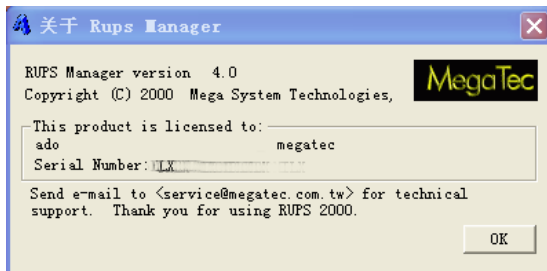 关于 Rups Manager
RUPS Manager version 4.0
MegaTec
Copyright (C) 2000 Mega System Technologies,
This product is licensed to:
ado megatec
Serial Number:
Send e-mail to <service@megatec.com.tw> for technical
support. Thank you for using RUPS 2000.
OK